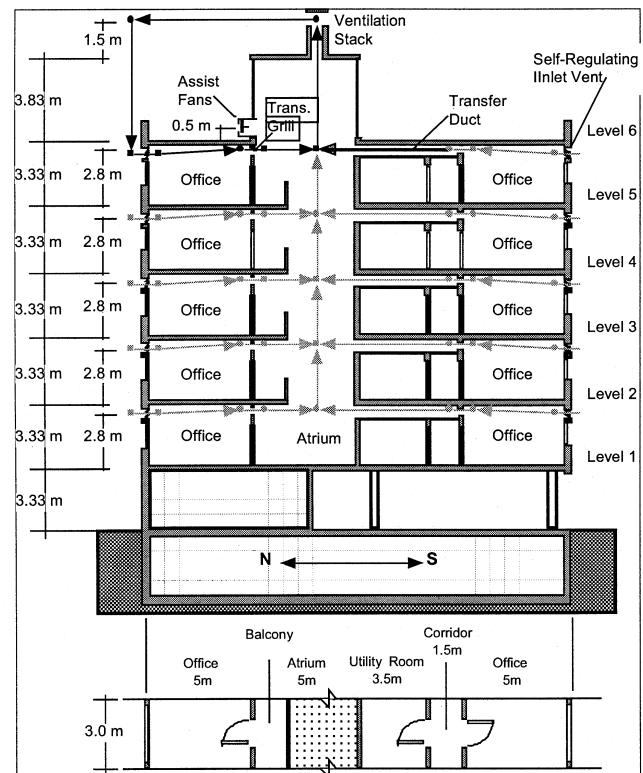 Ventilation
Stack
1.5 m
Self-Regulating
IInlet Vent
Assist
Fans
3.83 m
Trans.
Grill
0.5 m
Transfer
Duct
Level 6
3.33 m
2.8 m
Office
Office
Level 5
3.33 m
2.8 m
Office
Office
Level 4
3.33 m
2.8 m
Office
Office
Level 3
3.33 m
2.8 m
Office
Office
Level 2
3.33 m
2.8 m
Office
Atrium
Office
Level 1
3.33 m
N
S
Balcony
Corridor
1.5m
Office
5m
Atrium
5m
Utility Room
3.5m
Office
5m
3.0 m